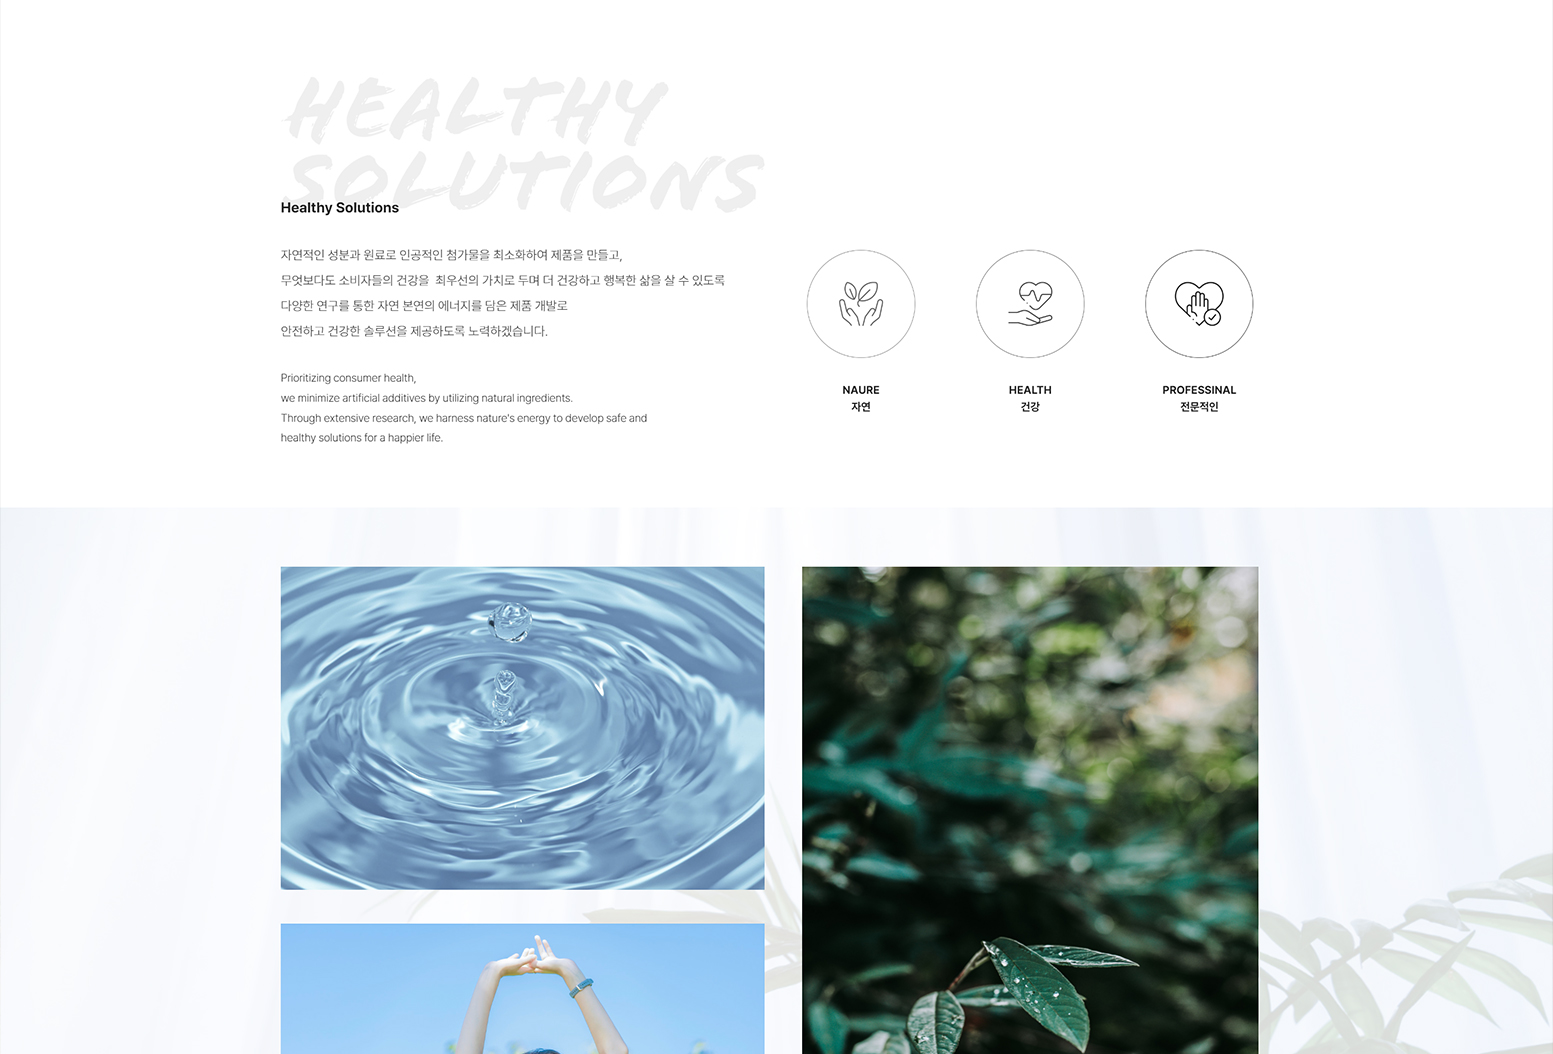 HEALTHY
SOLUTIONS
Healthy Solutions
자연적인 성분과 원료로 인공적인 첨가물을 최소화하여 제품을 만들고,
무엇보다도 소비자들의 건강을 최우선의 가치로 두며 더 건강하고 행복한 삶을 살 수 있도록
다양한 연구를 통한 자연 본연의 에너지를 담은 제품 개발로
안전하고 건강한 솔루션을 제공하도록 노력하겠습니다.
Prioritizing consumer health,
we minimize artificial additives by utilizing natural ingredients.
Through extensive research, we harness nature's energy to develop safe and
healthy solutions for a happier life.
NAURE
자연
HEALTH
건강
PROFESSINAL
전문적인